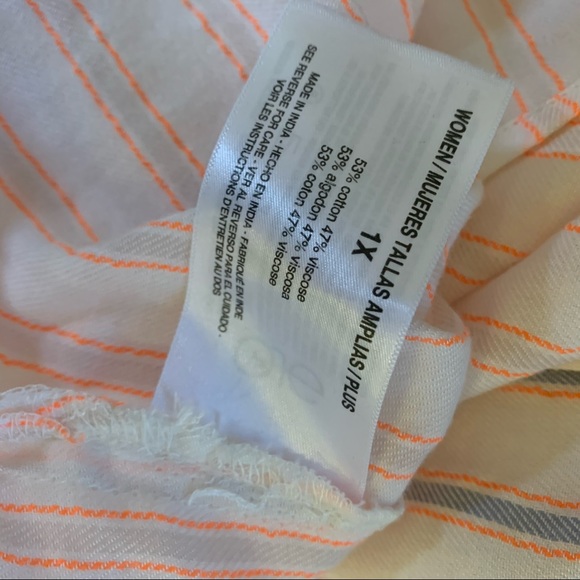 WOMEN / MUJERES TALLAS AMPLIAS / PLUS
1X
53% cotton 47% viscose
53% algodon 47% viscosa
53% coton 47% viscose
MADE IN INDIA - HECHO EN INDIA - FABRIQUÉ EN INDE
SEE REVERSE FOR CARE - VER AL REVERSO PARA EL CUIDADO -
VOIR LES INSTRUCTIONS D'ENTRETIEN AU DOS